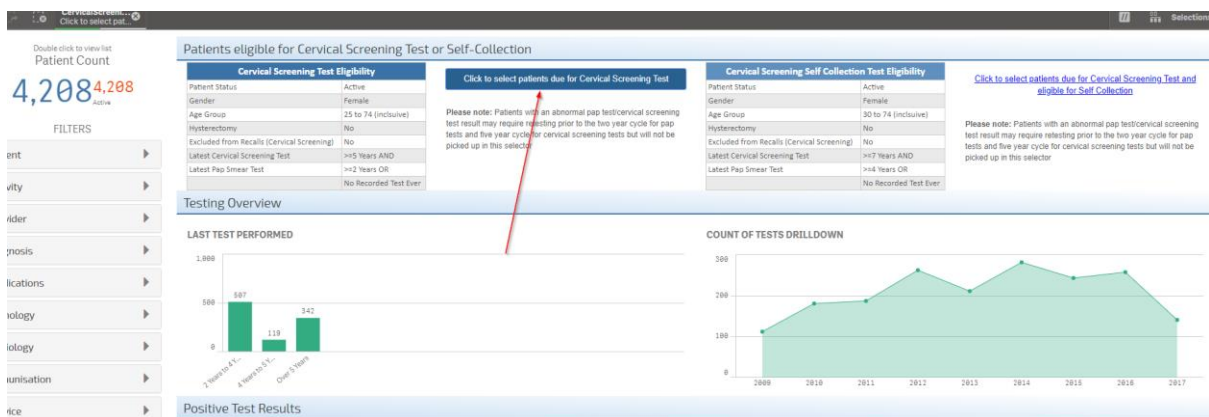 CervicalScreeni...
Click to select pat...
Selections
Double click to view list
Patient Count
4,208
4,208
Active
FILTERS
ent
vity
vider
gnosis
lications
hology
iology
unisation
vice
Patients eligible for Cervical Screening Test or Self-Collection
Cervical Screening Test Eligibility
Patient Status Active
Gender Female
Age Group 25 to 74 (inclsuive)
Hysterectomy No
Excluded from Recalls (Cervical Screening) No
Latest Cervical Screening Test >=5 Years AND
Latest Pap Smear Test >=2 Years OR
No Recorded Test Ever
Click to select patients due for Cervical Screening Test
Please note: Patients with an abnormal pap test/cervical screening
test result may require retesting prior to the two year cycle for pap
tests and five year cycle for cervical screening tests but will not be
picked up in this selector
Cervical Screening Self Collection Test Eligibility
Patient Status Active
Gender Female
Age Group 30 to 74 (inclusive)
Hysterectomy No
Excluded from Recalls (Cervical Screening) No
Latest Cervical Screening Test >=7 Years AND
Latest Pap Smear Test >=4 Years OR
No Recorded Test Ever
Click to select patients due for Cervical Screening Test and
eligible for Self Collection
Please note: Patients with an abnormal pap test/cervical screening
test result may require retesting prior to the two year cycle for pap
tests and five year cycle for cervical screening tests but will not be
picked up in this selector
Testing Overview
LAST TEST PERFORMED
1,000
500
0
507
119
342
2 Years to 4 Y...
4 Years to 5 Y...
Over 5 Years
COUNT OF TESTS DRILLDOWN
300
200
100
0
2009 2010 2011 2012 2013 2014 2015 2016 2017
Positive Test Results